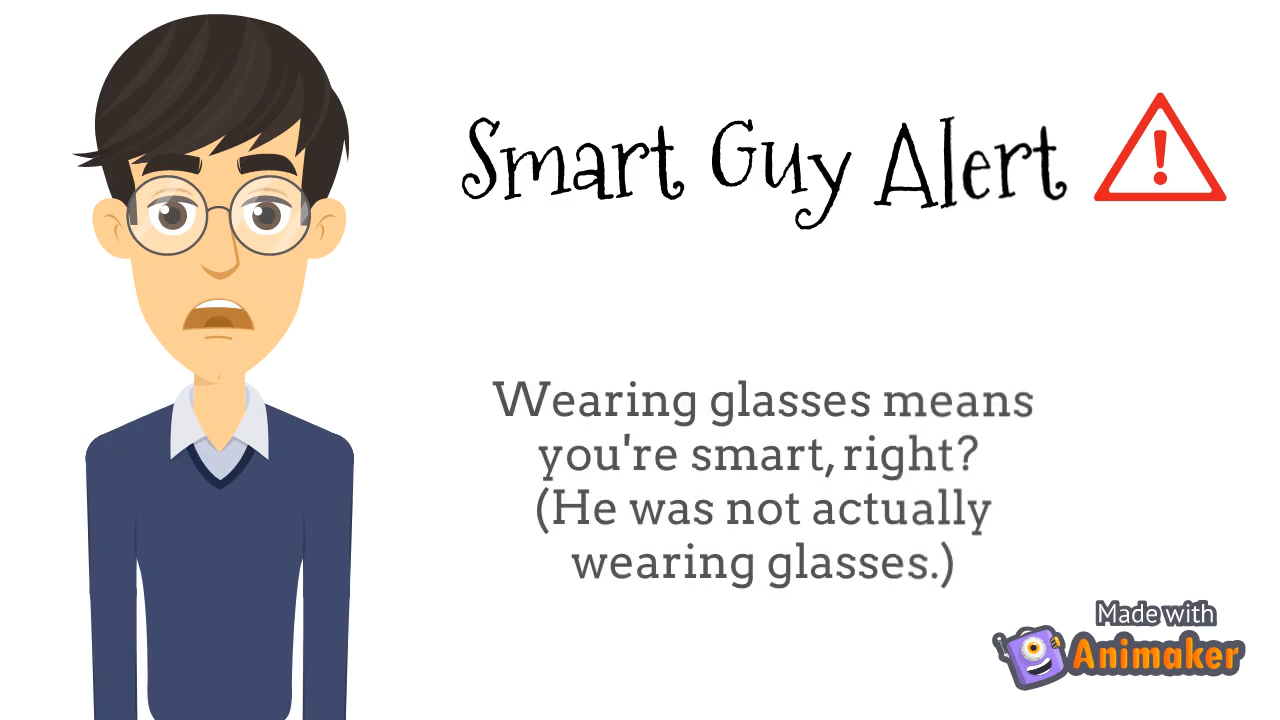 Smart Guy Alert
Wearing glasses means
you're smart, right?
(He was not actually
wearing glasses.)
Made with
Animaker